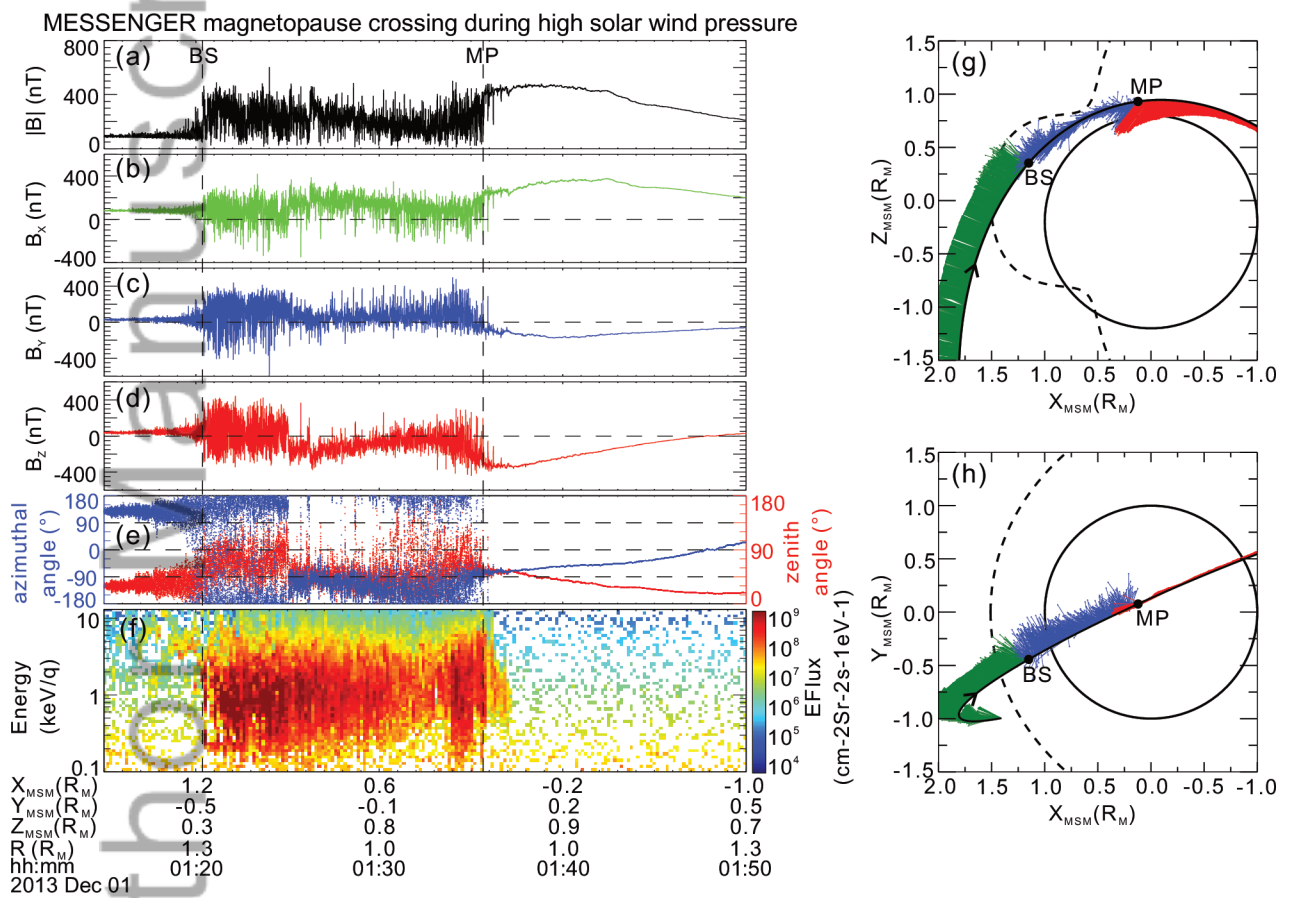 MESSENGER magnetopause crossing during high solar wind pressure
(a)
BS
MP
|B| (nT)
800
400
0
(b)
B_X (nT)
400
0
-400
(c)
B_Y (nT)
400
0
-400
(d)
B_Z (nT)
400
0
-400
(e)
azimuthal
angle (°)
180
90
0
-90
-180
180
90
0
zenith
angle (°)
(f)
Energy
(keV/q)
10
1
0.1
10^9
10^8
10^7
10^6
10^5
10^4
EFlux
(cm-2Sr-2s-1eV-1)
X_MSM(R_M) 1.2 0.6 -0.2 -1.0
Y_MSM(R_M) -0.5 -0.1 0.2 0.5
Z_MSM(R_M) 0.3 0.8 0.9 0.7
R (R_M) 1.3 1.0 1.0 1.3
hh:mm 01:20 01:30 01:40 01:50
2013 Dec 01
(g)
MP
BS
Z_MSM(R_M)
1.5
1.0
0.5
0.0
-0.5
-1.0
-1.5
2.0 1.5 1.0 0.5 0.0 -0.5 -1.0
X_MSM(R_M)
(h)
MP
BS
Y_MSM(R_M)
1.5
1.0
0.5
0.0
-0.5
-1.0
-1.5
2.0 1.5 1.0 0.5 0.0 -0.5 -1.0
X_MSM(R_M)